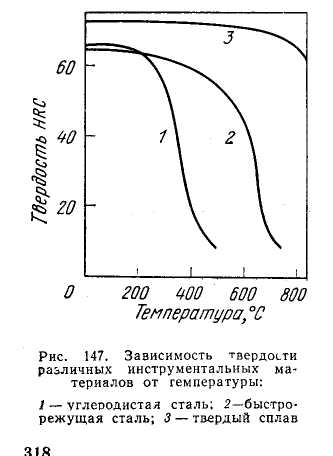 3
60
Твердость HRC
40
1
2
20
0 200 400 600 800
Температура,°С
Рис. 147. Зависимость твердости
различных инструментальных ма-
териалов от температуры:
1 — углеродистая сталь; 2—быстро-
режущая сталь; 3 — твердый сплав
318